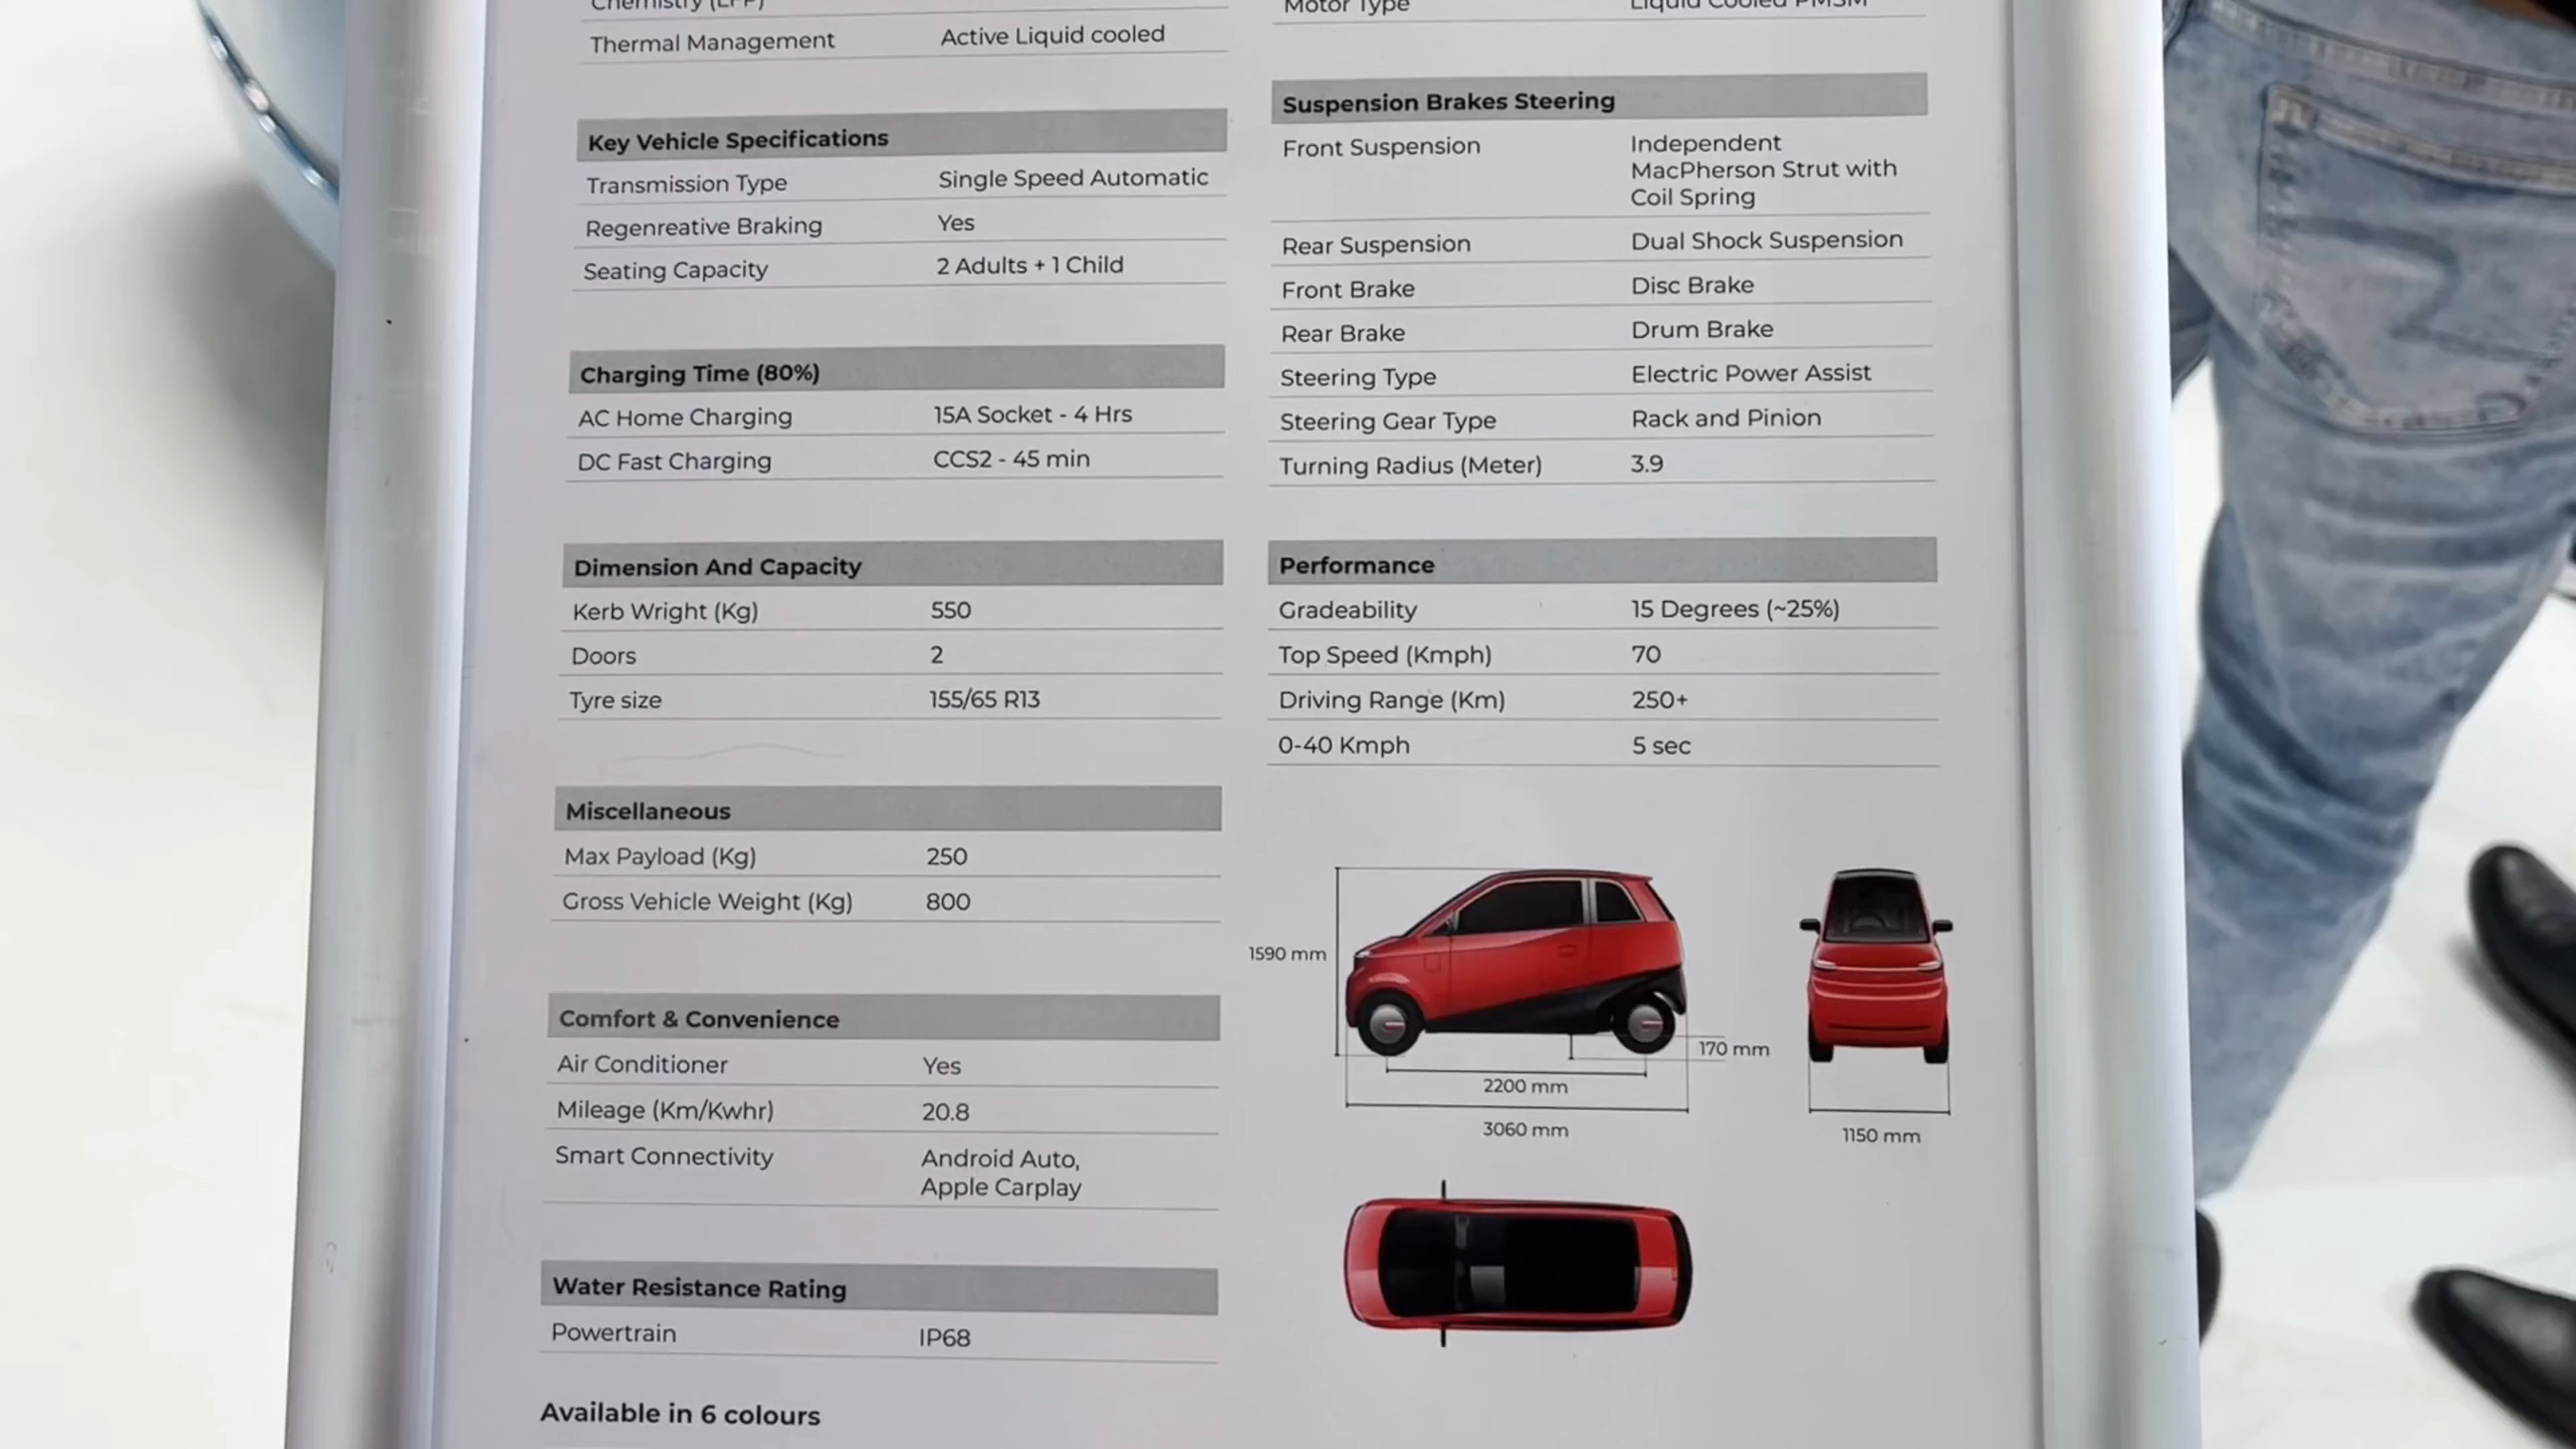 Chemistry (LFP)
Thermal Management Active Liquid cooled
Key Vehicle Specifications
Transmission Type Single Speed Automatic
Regenreative Braking Yes
Seating Capacity 2 Adults + 1 Child
Charging Time (80%)
AC Home Charging 15A Socket - 4 Hrs
DC Fast Charging CCS2 - 45 min
Dimension And Capacity
Kerb Wright (Kg) 550
Doors 2
Tyre size 155/65 R13
Miscellaneous
Max Payload (Kg) 250
Gross Vehicle Weight (Kg) 800
Comfort & Convenience
Air Conditioner Yes
Mileage (Km/Kwhr) 20.8
Smart Connectivity Android Auto,
Apple Carplay
Water Resistance Rating
Powertrain IP68
Available in 6 colours
Motor Type Liquid Cooled PMSM
Suspension Brakes Steering
Front Suspension Independent
MacPherson Strut with
Coil Spring
Rear Suspension Dual Shock Suspension
Front Brake Disc Brake
Rear Brake Drum Brake
Steering Type Electric Power Assist
Steering Gear Type Rack and Pinion
Turning Radius (Meter) 3.9
Performance
Gradeability 15 Degrees (~25%)
Top Speed (Kmph) 70
Driving Range (Km) 250+
0-40 Kmph 5 sec
1590 mm
170 mm
2200 mm
3060 mm
1150 mm